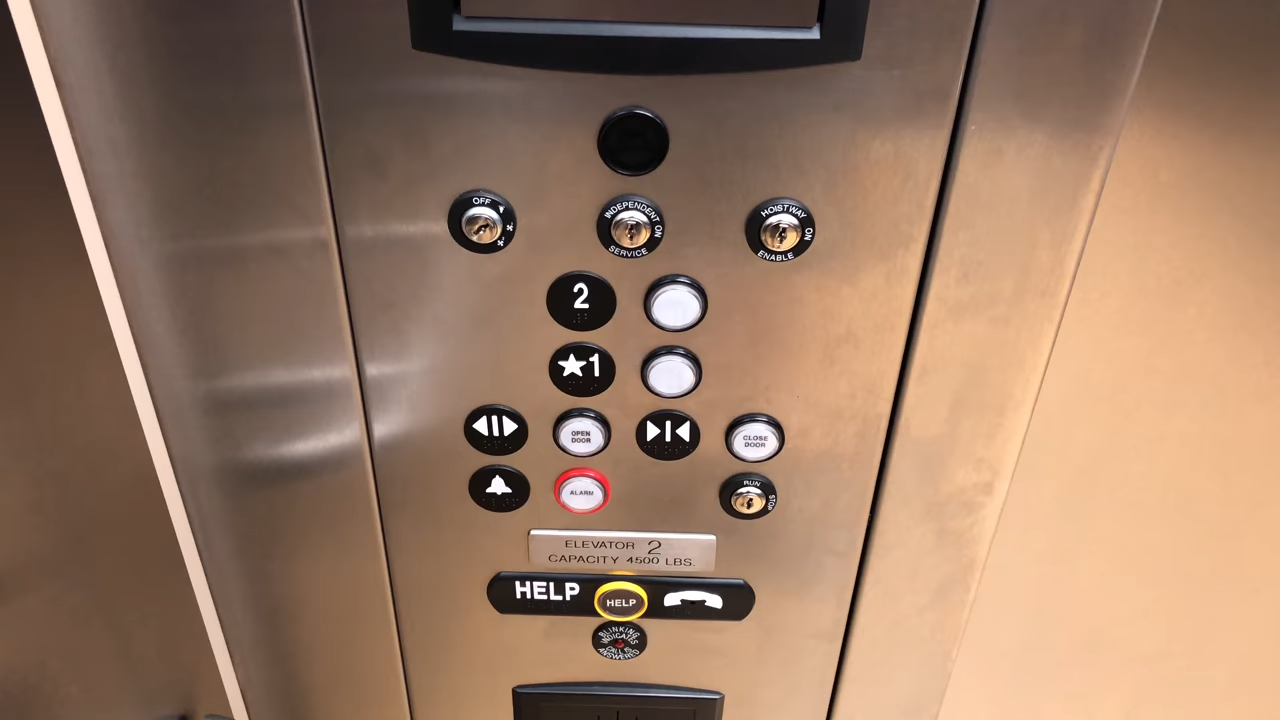 OFF
INDEPENDENT ON
SERVICE
HOISTWAY ON
ENABLE
2
★1
OPEN
DOOR
CLOSE
DOOR
ALARM
RUN
STOP
ELEVATOR 2
CAPACITY 4500 LBS.
HELP
HELP
BLINKING
INDICATES
CALL IS
ANSWERED